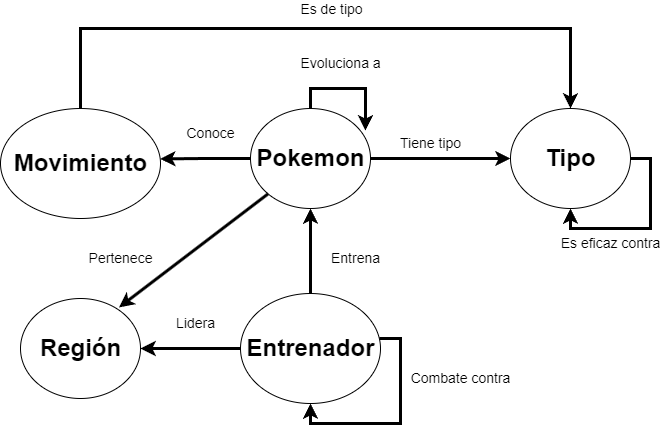 Es de tipo
Evoluciona a
Conoce
Tiene tipo
Movimiento
Pokemon
Tipo
Es eficaz contra
Pertenece
Entrena
Lidera
Región
Entrenador
Combate contra